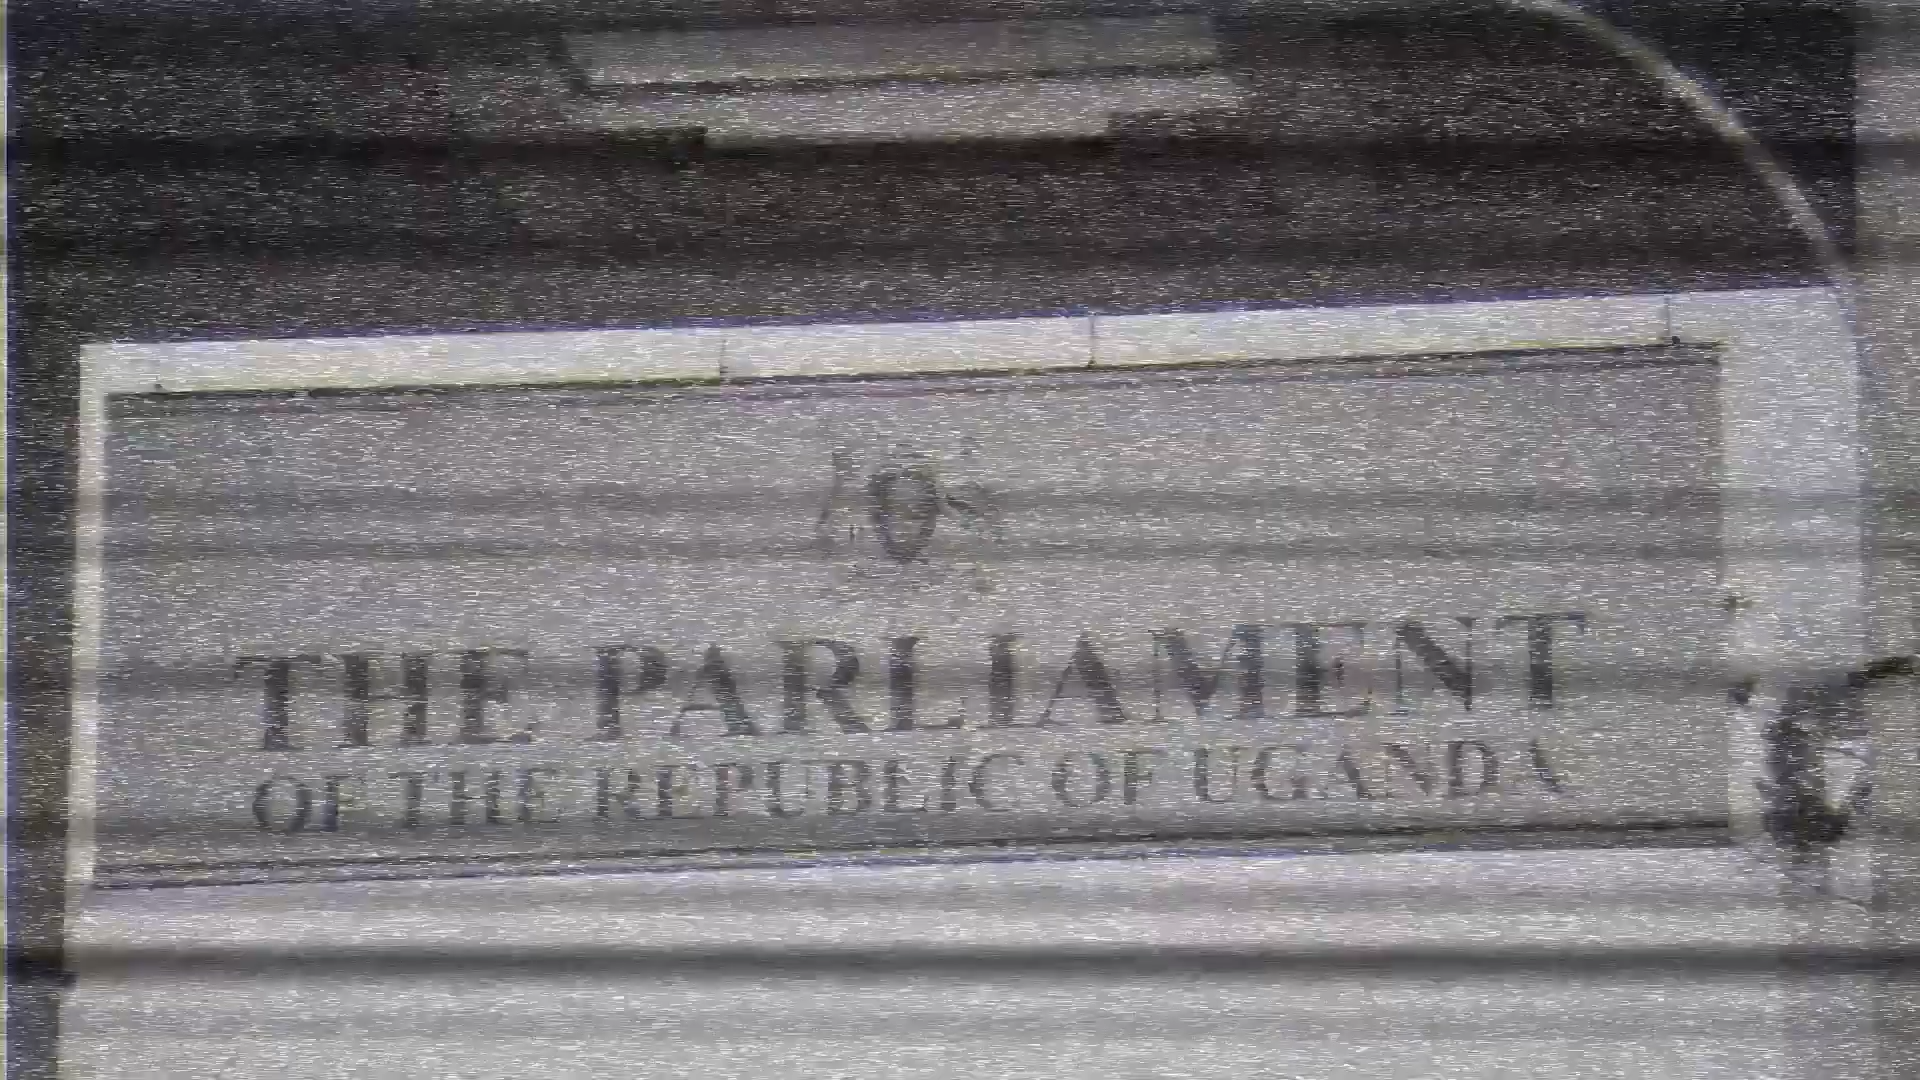 THE PARLIAMENT
OF THE REPUBLIC OF UGANDA